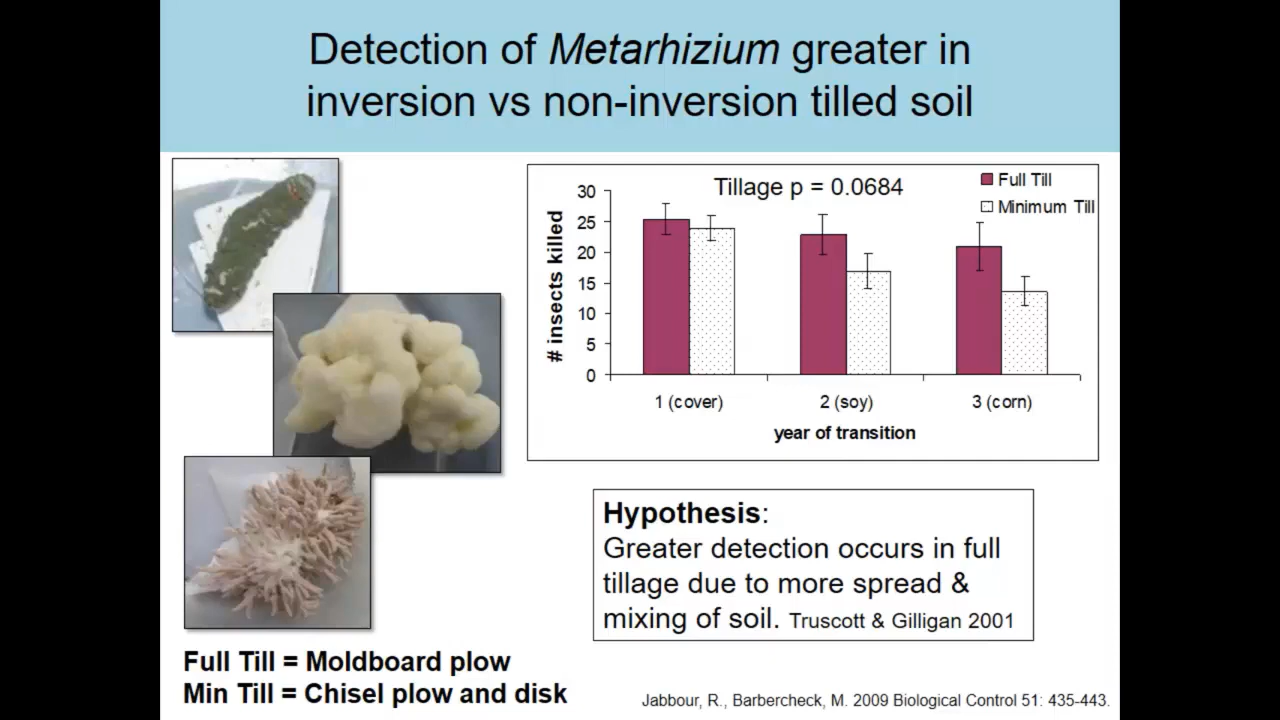 Detection of Metarhizium greater in
inversion vs non-inversion tilled soil
Tillage p = 0.0684
Full Till
Minimum Till
# insects killed
30
25
20
15
10
5
0
1 (cover)
2 (soy)
3 (corn)
year of transition
Hypothesis:
Greater detection occurs in full
tillage due to more spread &
mixing of soil. Truscott & Gilligan 2001
Full Till = Moldboard plow
Min Till = Chisel plow and disk
Jabbour, R., Barbercheck, M. 2009 Biological Control 51: 435-443.